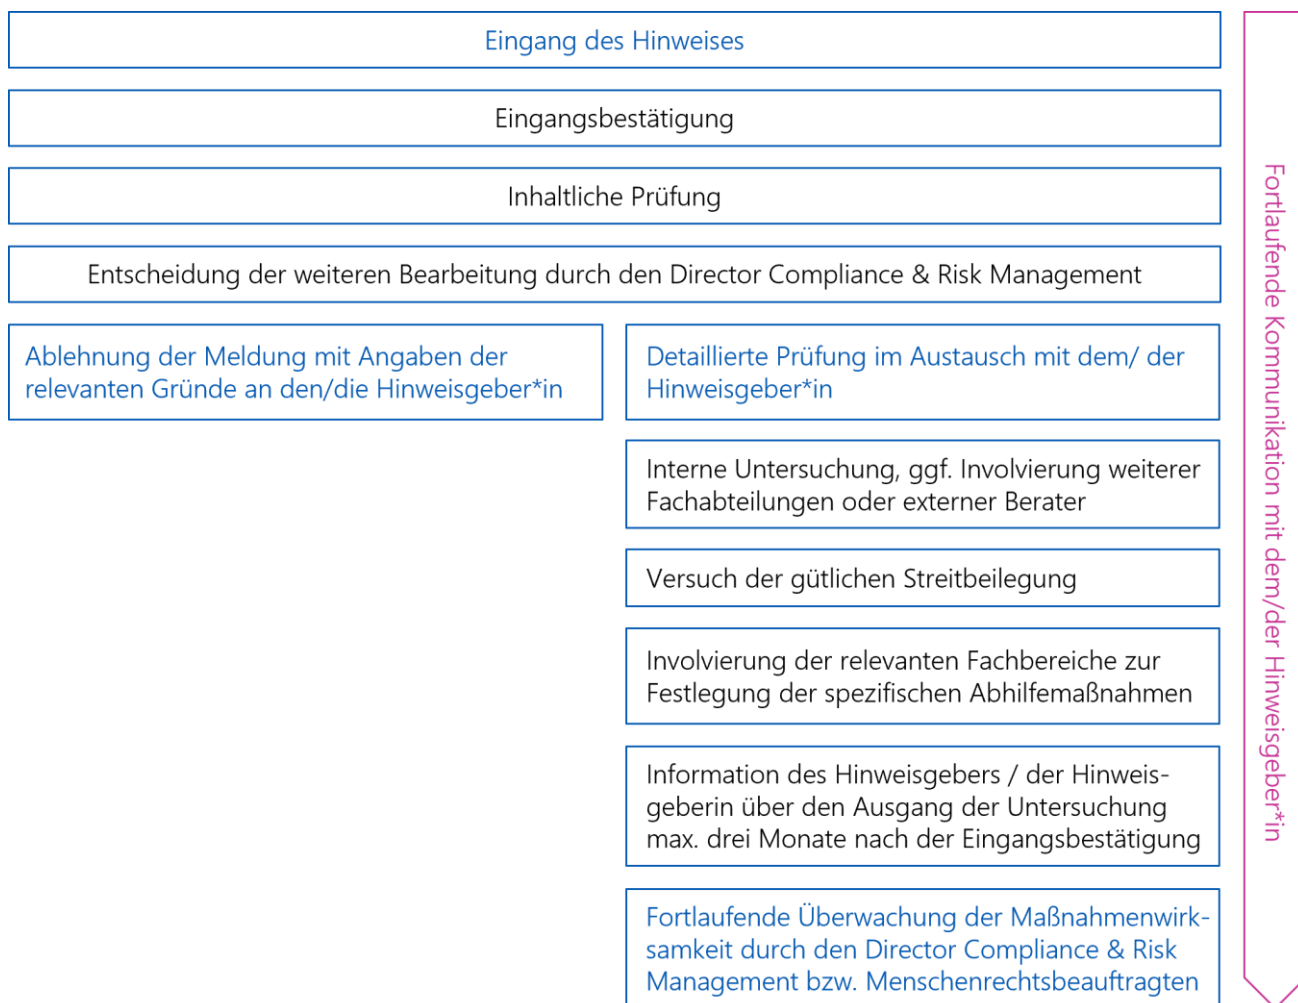 Eingang des Hinweises
Eingangsbestätigung
Inhaltliche Prüfung
Entscheidung der weiteren Bearbeitung durch den Director Compliance & Risk Management
Ablehnung der Meldung mit Angaben der
relevanten Gründe an den/die Hinweisgeber*in
Detaillierte Prüfung im Austausch mit dem/ der
Hinweisgeber*in
Interne Untersuchung, ggf. Involvierung weiterer
Fachabteilungen oder externer Berater
Versuch der gütlichen Streitbeilegung
Involvierung der relevanten Fachbereiche zur
Festlegung der spezifischen Abhilfemaßnahmen
Information des Hinweisgebers / der Hinweis-
geberin über den Ausgang der Untersuchung
max. drei Monate nach der Eingangsbestätigung
Fortlaufende Überwachung der Maßnahmenwirk-
samkeit durch den Director Compliance & Risk
Management bzw. Menschenrechtsbeauftragten
Fortlaufende Kommunikation mit dem/der Hinweisgeber*in